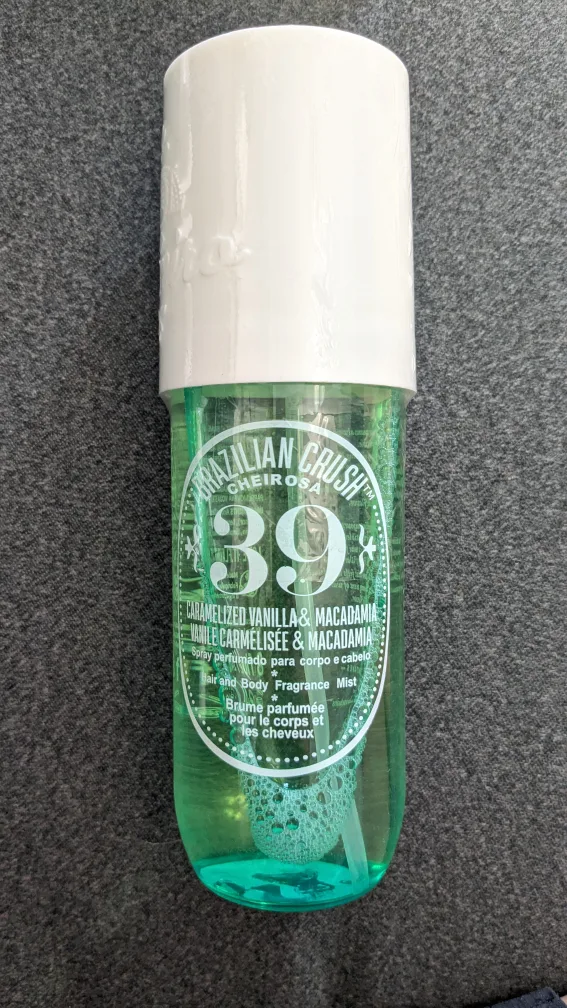 BRAZILIAN CRUSH™
CHEIROSA
39
CARAMELIZED VANILLA & MACADAMIA
VANILE CARMÉLISÉE & MACADAMIA
Spray perfumado para corpo e cabelo
*
Hair and Body Fragrance Mist
*
Brume parfumée
pour le corps et
les cheveux